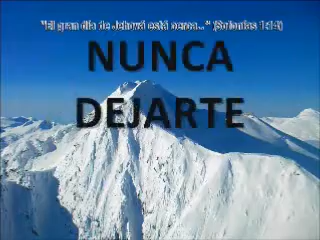 "El gran día de Jehová está cerca..." (Sofonías 1:14)
NUNCA
DEJARTE